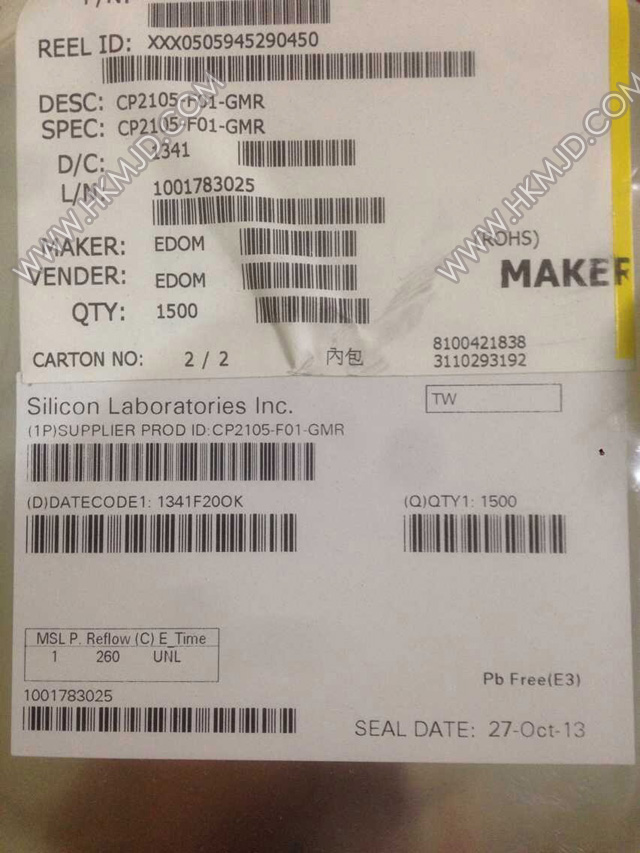 REEL ID: XXX0505945290450
DESC: CP2105-F01-GMR
SPEC: CP2105-F01-GMR
D/C: 1341
L/N: 1001783025
MAKER: EDOM
(ROHS)
VENDER: EDOM
MAKER
QTY: 1500
8100421838
CARTON NO: 2 / 2 內包 3110293192
Silicon Laboratories Inc.
TW
(1P)SUPPLIER PROD ID:CP2105-F01-GMR
(D)DATECODE1: 1341F20OK
(Q)QTY1: 1500
MSL P. Reflow (C) E_Time
1 260 UNL
Pb Free(E3)
1001783025
SEAL DATE: 27-Oct-13
WWW.HKMJD.COM
WWW.HKMJD.COM